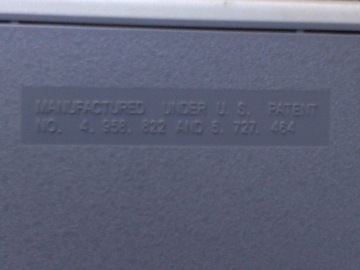 MANUFACTURED UNDER U. S. PATENT
NO. 4. 958. 822 AND 5. 727. 464